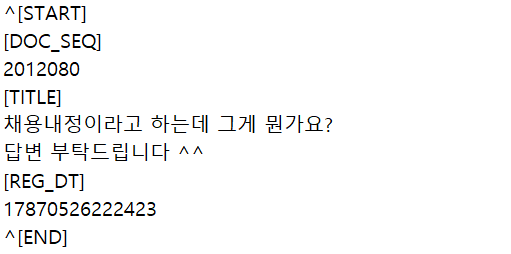 ^[START]
[DOC_SEQ]
2012080
[TITLE]
채용내정이라고 하는데 그게 뭔가요?
답변 부탁드립니다 ^^
[REG_DT]
17870526222423
^[END]